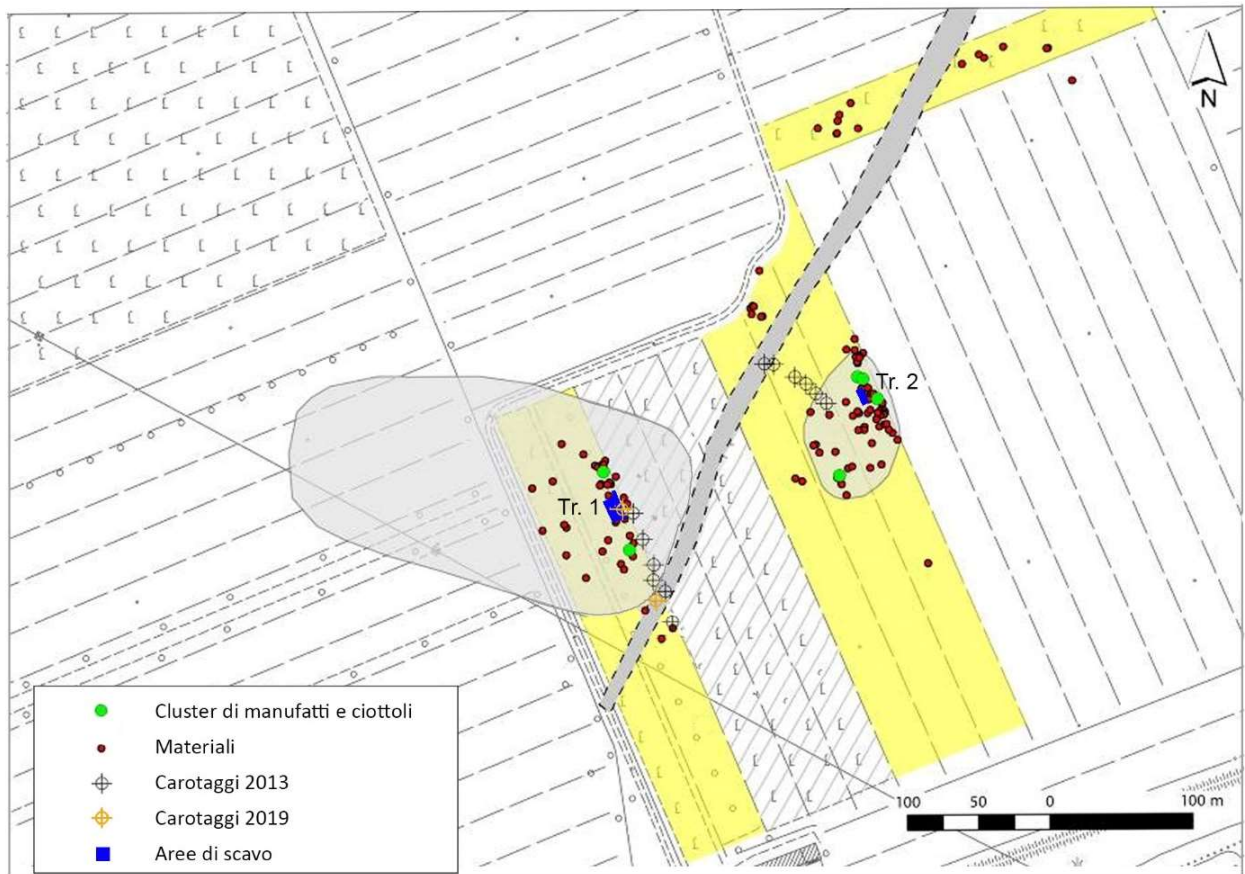 N
Tr. 2
Tr. 1
Cluster di manufatti e ciottoli
Materiali
Carotaggi 2013
Carotaggi 2019
Aree di scavo
100 50 0 100 m